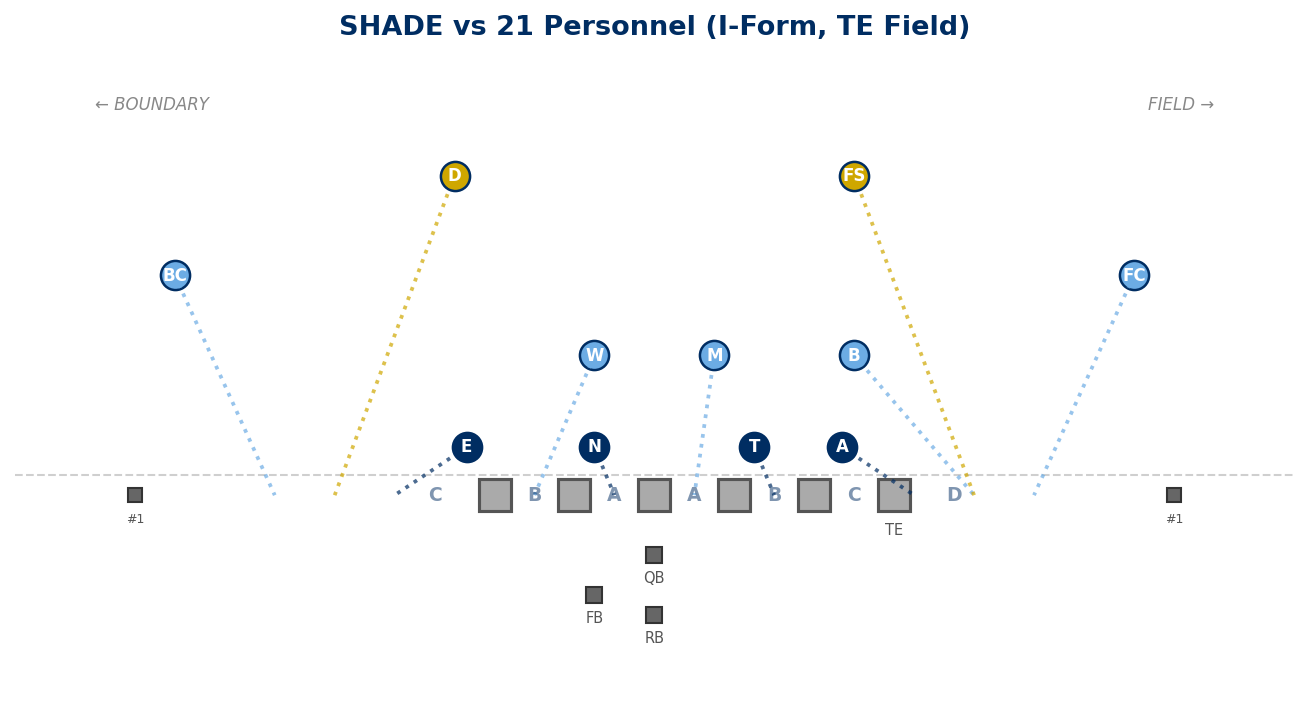 SHADE vs 21 Personnel (I-Form, TE Field)
← BOUNDARY
FIELD →
D
FS
BC
FC
W
M
B
E
N
T
A
C
B
A
A
B
C
D
#1
#1
TE
QB
FB
RB